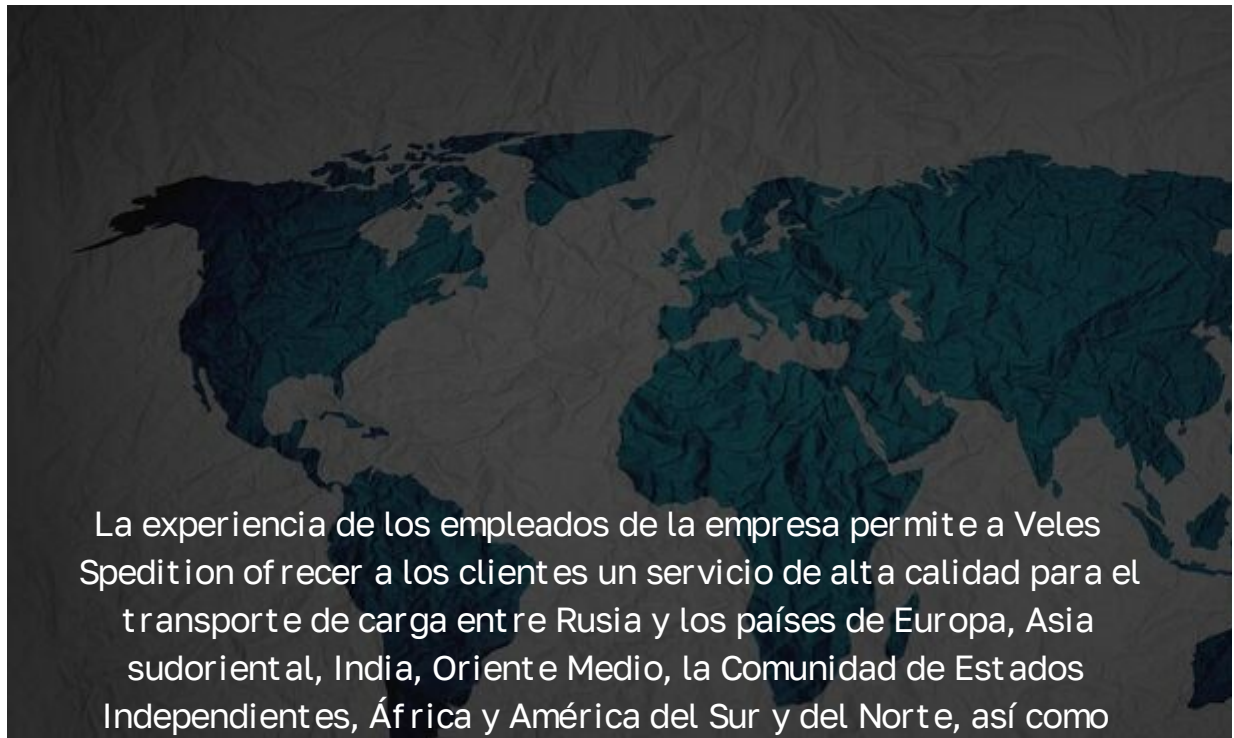 La experiencia de los empleados de la empresa permite a Veles
Spedition ofrecer a los clientes un servicio de alta calidad para el
transporte de carga entre Rusia y los países de Europa, Asia
sudoriental, India, Oriente Medio, la Comunidad de Estados
Independientes, África y América del Sur y del Norte, así como